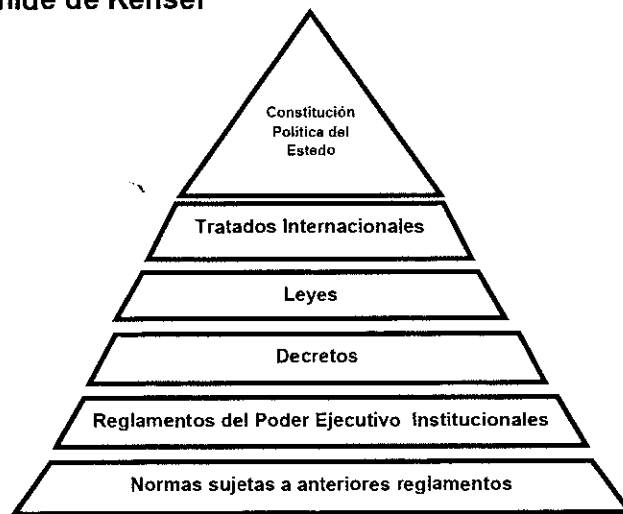 de Kensel
Constitución
Política del
Estedo
Tratados Internacionales
Leyes
Decretos
Reglamentos del Poder Ejecutivo Institucionales
Normas sujetas a anteriores reglamentos